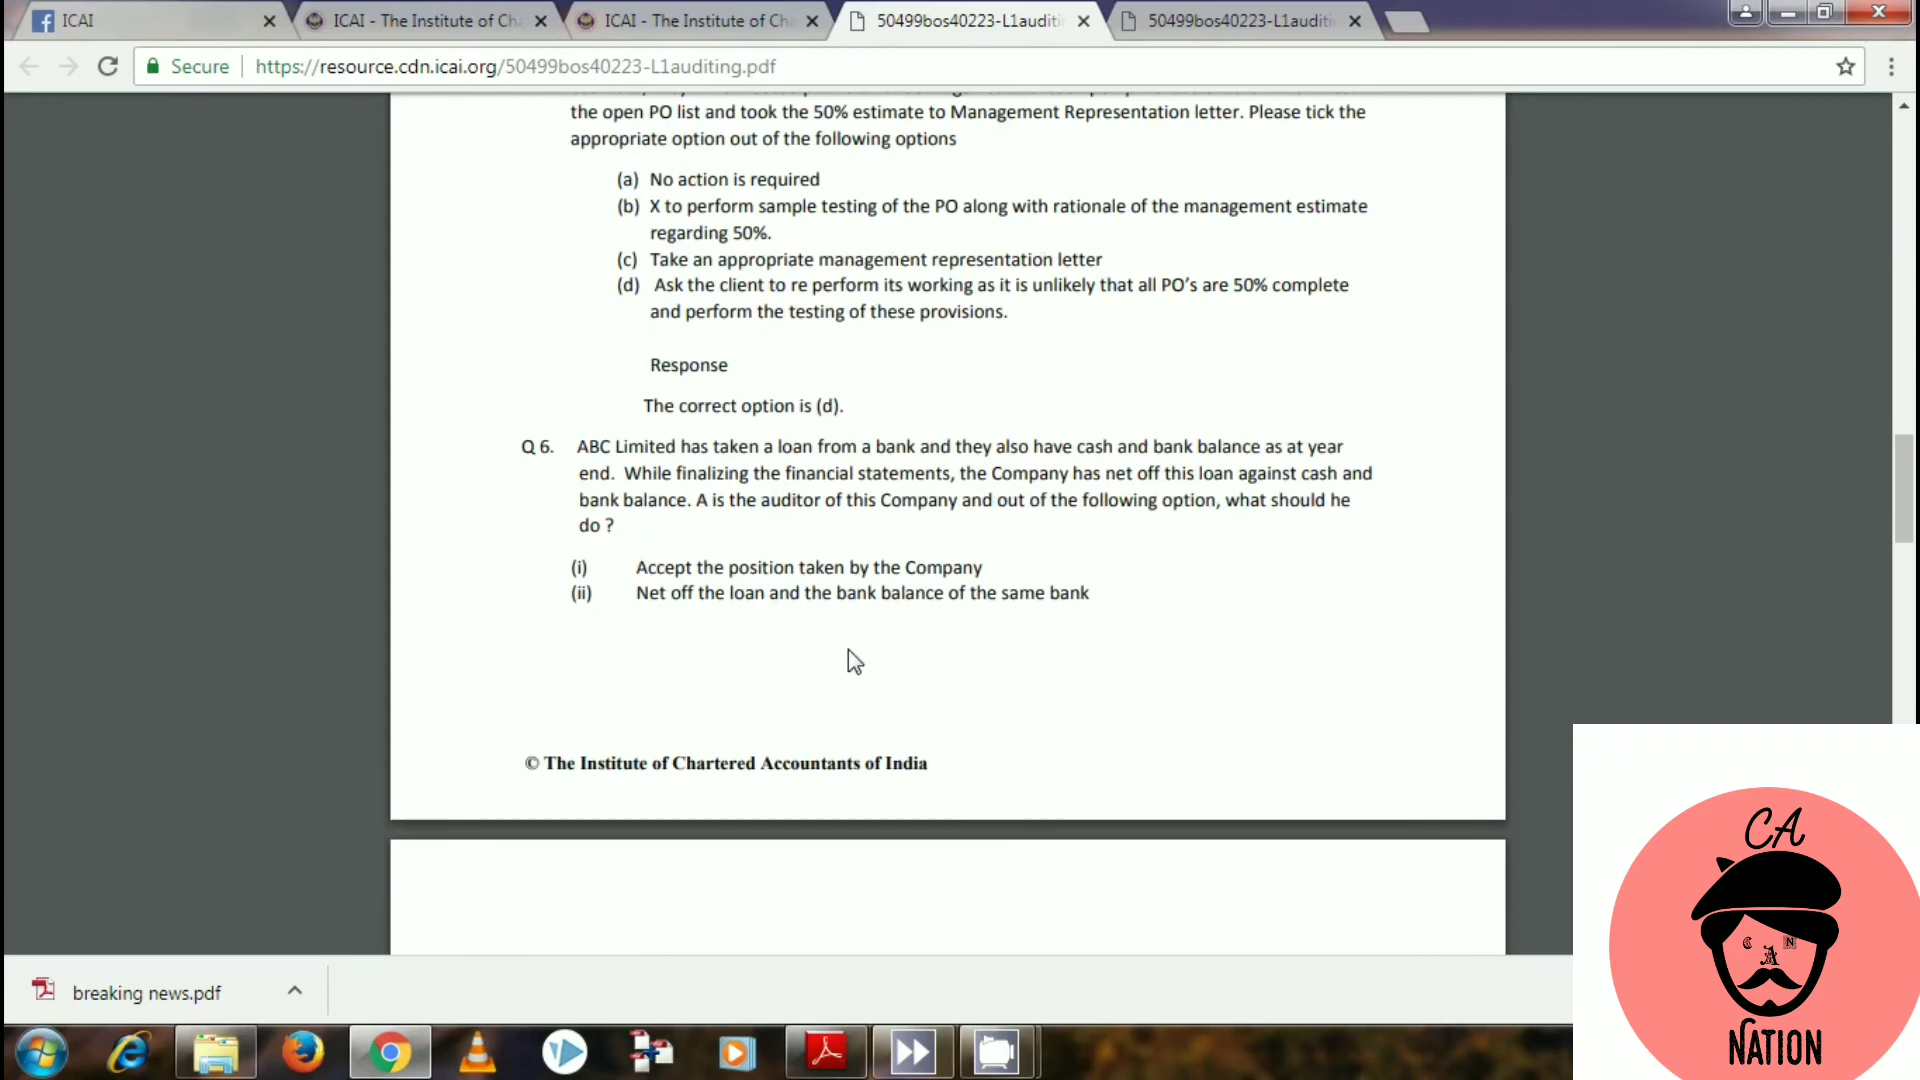 ICAI
ICAI - The Institute of Cha
ICAI - The Institute of Cha
50499bos40223-L1auditi
50499bos40223-L1auditi
Secure
https://resource.cdn.icai.org/50499bos40223-L1auditing.pdf
the open PO list and took the 50% estimate to Management Representation letter. Please tick the
appropriate option out of the following options
(a) No action is required
(b) X to perform sample testing of the PO along with rationale of the management estimate
regarding 50%.
(c) Take an appropriate management representation letter
(d) Ask the client to re perform its working as it is unlikely that all PO’s are 50% complete
and perform the testing of these provisions.
Response
The correct option is (d).
Q 6. ABC Limited has taken a loan from a bank and they also have cash and bank balance as at year
end. While finalizing the financial statements, the Company has net off this loan against cash and
bank balance. A is the auditor of this Company and out of the following option, what should he
do ?
(i) Accept the position taken by the Company
(ii) Net off the loan and the bank balance of the same bank
© The Institute of Chartered Accountants of India
CA
C A N
NATION
breaking news.pdf